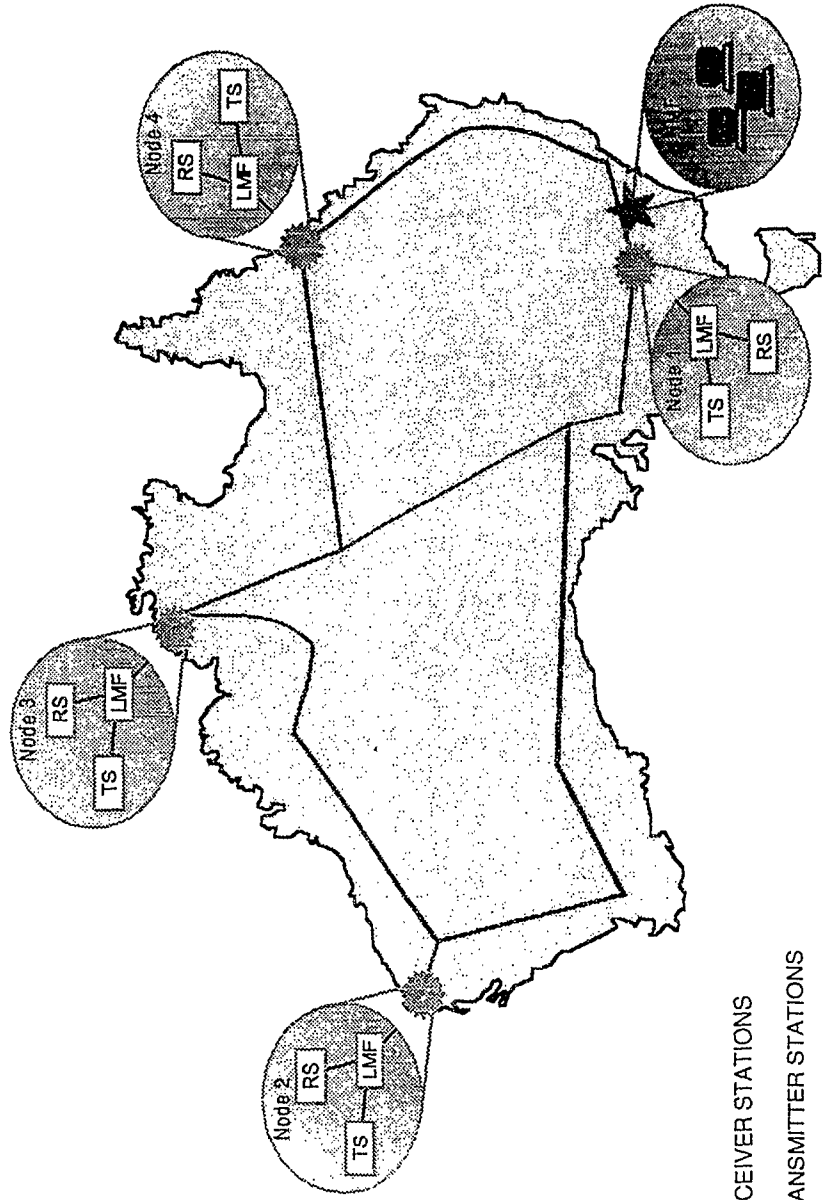 Node 2
RS
TS
LMF
Node 3
RS
TS
LMF
Node 4
RS
LMF
TS
Node 1
TS
LMF
RS
CEIVER STATIONS
ANSMITTER STATIONS